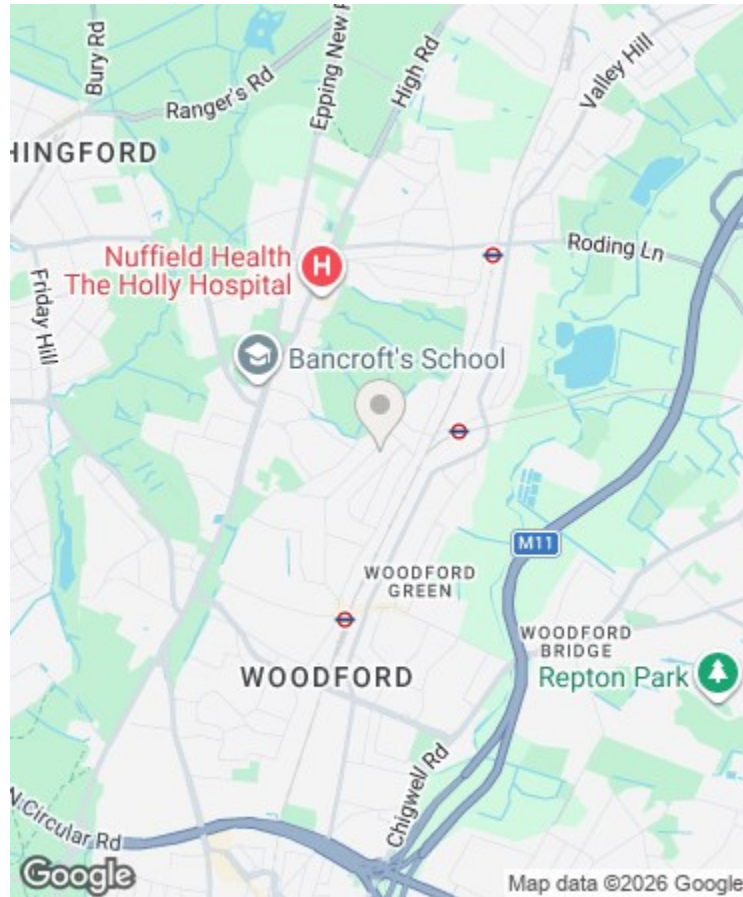 Bury Rd
Ranger's Rd
Epping New
High Rd
Valley Hill
HINGFORD
Nuffield Health
The Holly Hospital
H
Roding Ln
Friday Hill
Bancroft's School
M11
WOODFORD
GREEN
WOODFORD
BRIDGE
WOODFORD
Repton Park
Chigwell Rd
N Circular Rd
Google
Map data ©2026 Google